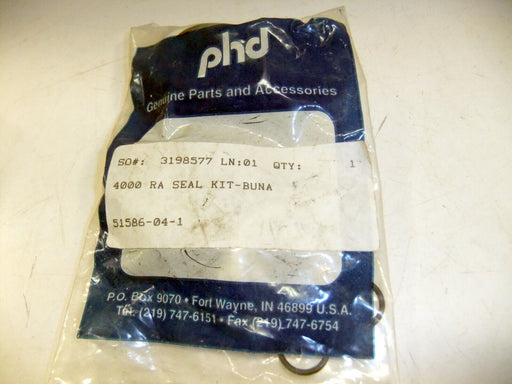 phd
Genuine Parts and Accessories
SO#: 3198577 LN:01 QTY: 1
4000 RA SEAL KIT-BUNA
51586-04-1
P.O. Box 9070 • Fort Wayne, IN 46899 U.S.A.
Tel. (219) 747-6151 • Fax (219) 747-6754